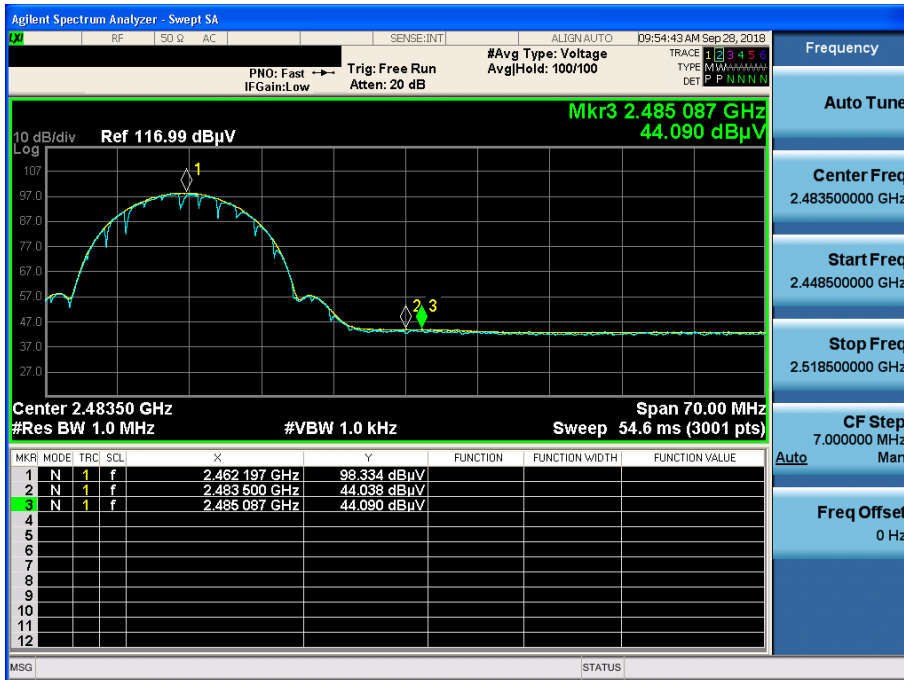 Agilent Spectrum Analyzer - Swept SA
LXI RF 50 Ω AC SENSE:INT ALIGN AUTO 09:54:43 AM Sep 28, 2018
PNO: Fast Trig: Free Run #Avg Type: Voltage TRACE 1 2 3 4 5 6
IFGain:Low Atten: 20 dB Avg|Hold: 100/100 TYPE M W
DET P P N N N N
Mkr3 2.485 087 GHz
44.090 dBµV
10 dB/div Ref 116.99 dBµV
Log
107
97.0
87.0
77.0
67.0
57.0
47.0
37.0
27.0
1
2 3
Center 2.48350 GHz Span 70.00 MHz
#Res BW 1.0 MHz #VBW 1.0 kHz Sweep 54.6 ms (3001 pts)
MKR MODE TRC SCL X Y FUNCTION FUNCTION WIDTH FUNCTION VALUE
1 N 1 f 2.462 197 GHz 98.334 dBµV
2 N 1 f 2.483 500 GHz 44.038 dBµV
3 N 1 f 2.485 087 GHz 44.090 dBµV
4
5
6
7
8
9
10
11
12
MSG STATUS
Frequency
Auto Tune
Center Freq
2.483500000 GHz
Start Freq
2.448500000 GHz
Stop Freq
2.518500000 GHz
CF Step
7.000000 MHz
Auto Man
Freq Offset
0 Hz